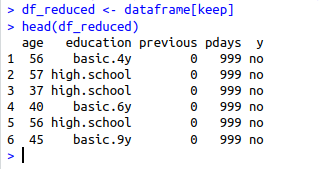 > df_reduced <- dataframe[keep]
> head(df_reduced)
  age   education previous pdays  y
1  56    basic.4y        0   999 no
2  57 high.school        0   999 no
3  37 high.school        0   999 no
4  40    basic.6y        0   999 no
5  56 high.school        0   999 no
6  45    basic.9y        0   999 no
>